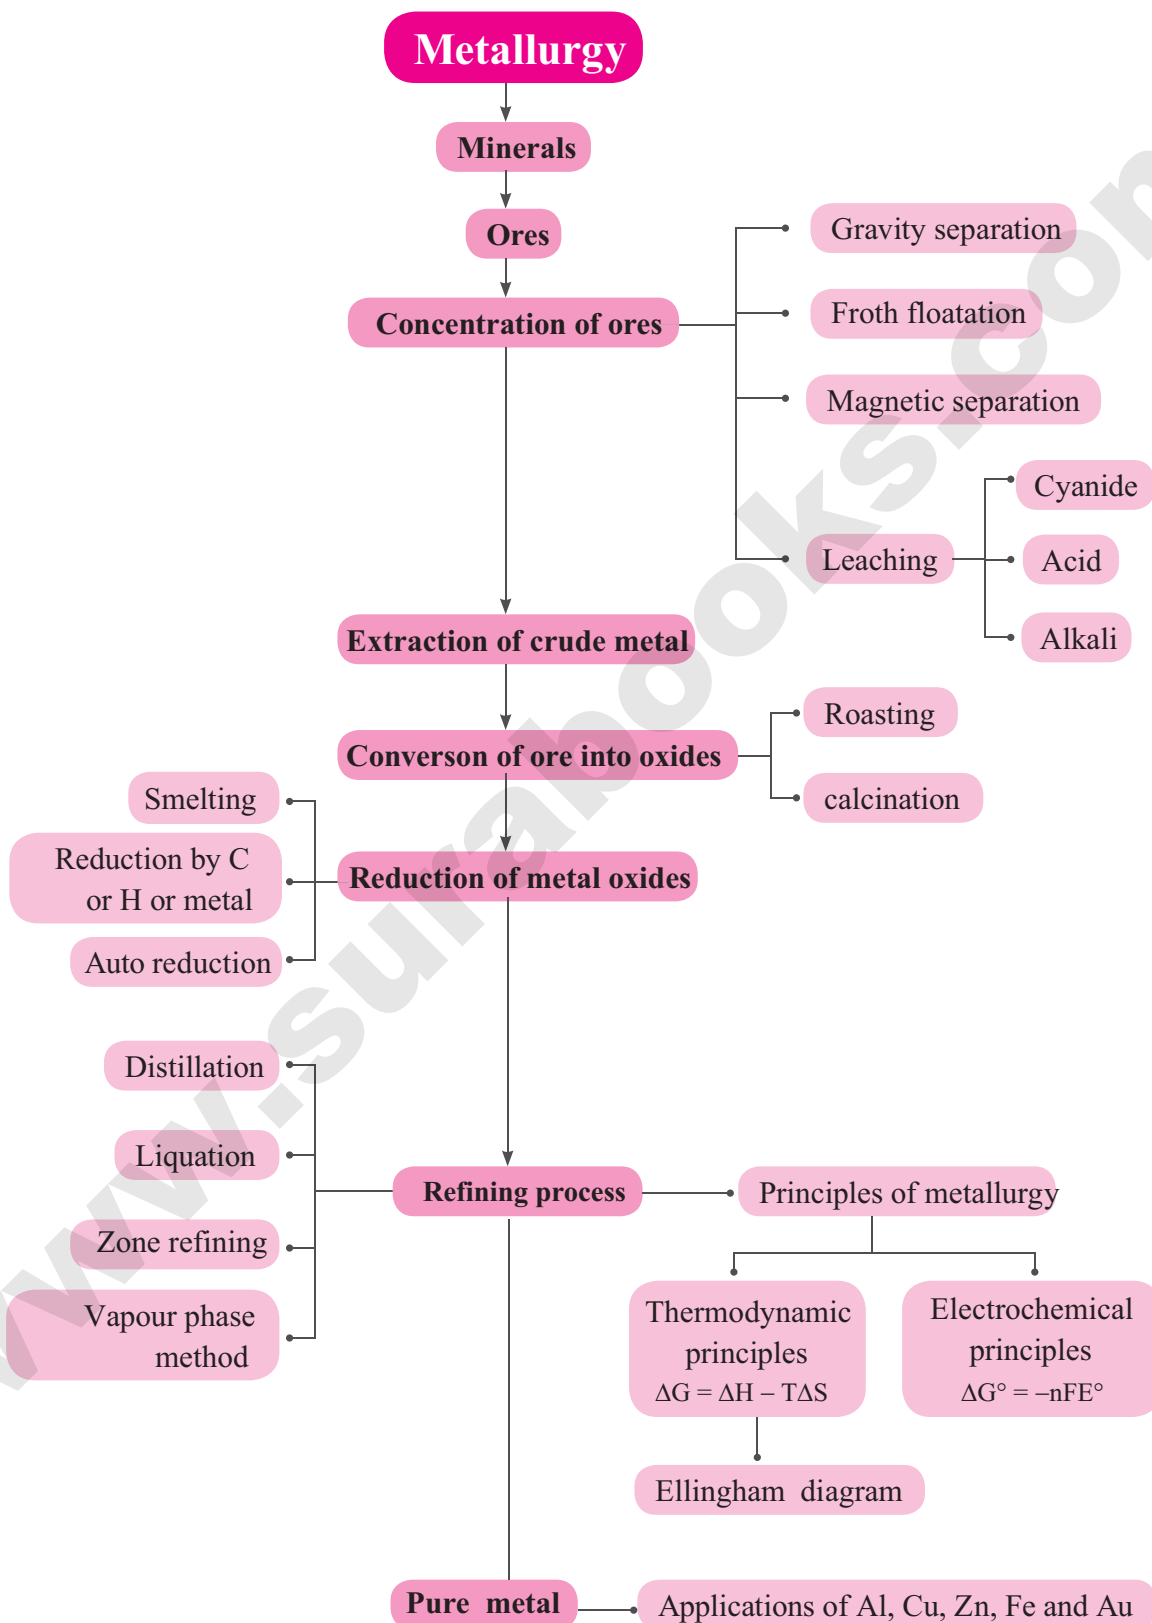 Metallurgy
Minerals
Ores
Gravity separation
Froth floatation
Concentration of ores
Magnetic separation
Cyanide
Leaching
Acid
Alkali
Extraction of crude metal
Roasting
Converson of ore into oxides
calcination
Smelting
Reduction by C
or H or metal
Reduction of metal oxides
Auto reduction
Distillation
Liquation
Refining process
Principles of metallurgy
Zone refining
Vapour phase
method
Thermodynamic
principles
ΔG = ΔH – TΔS
Electrochemical
principles
ΔG° = –nFE°
Ellingham diagram
Pure metal
Applications of Al, Cu, Zn, Fe and Au
www.surabooks.com